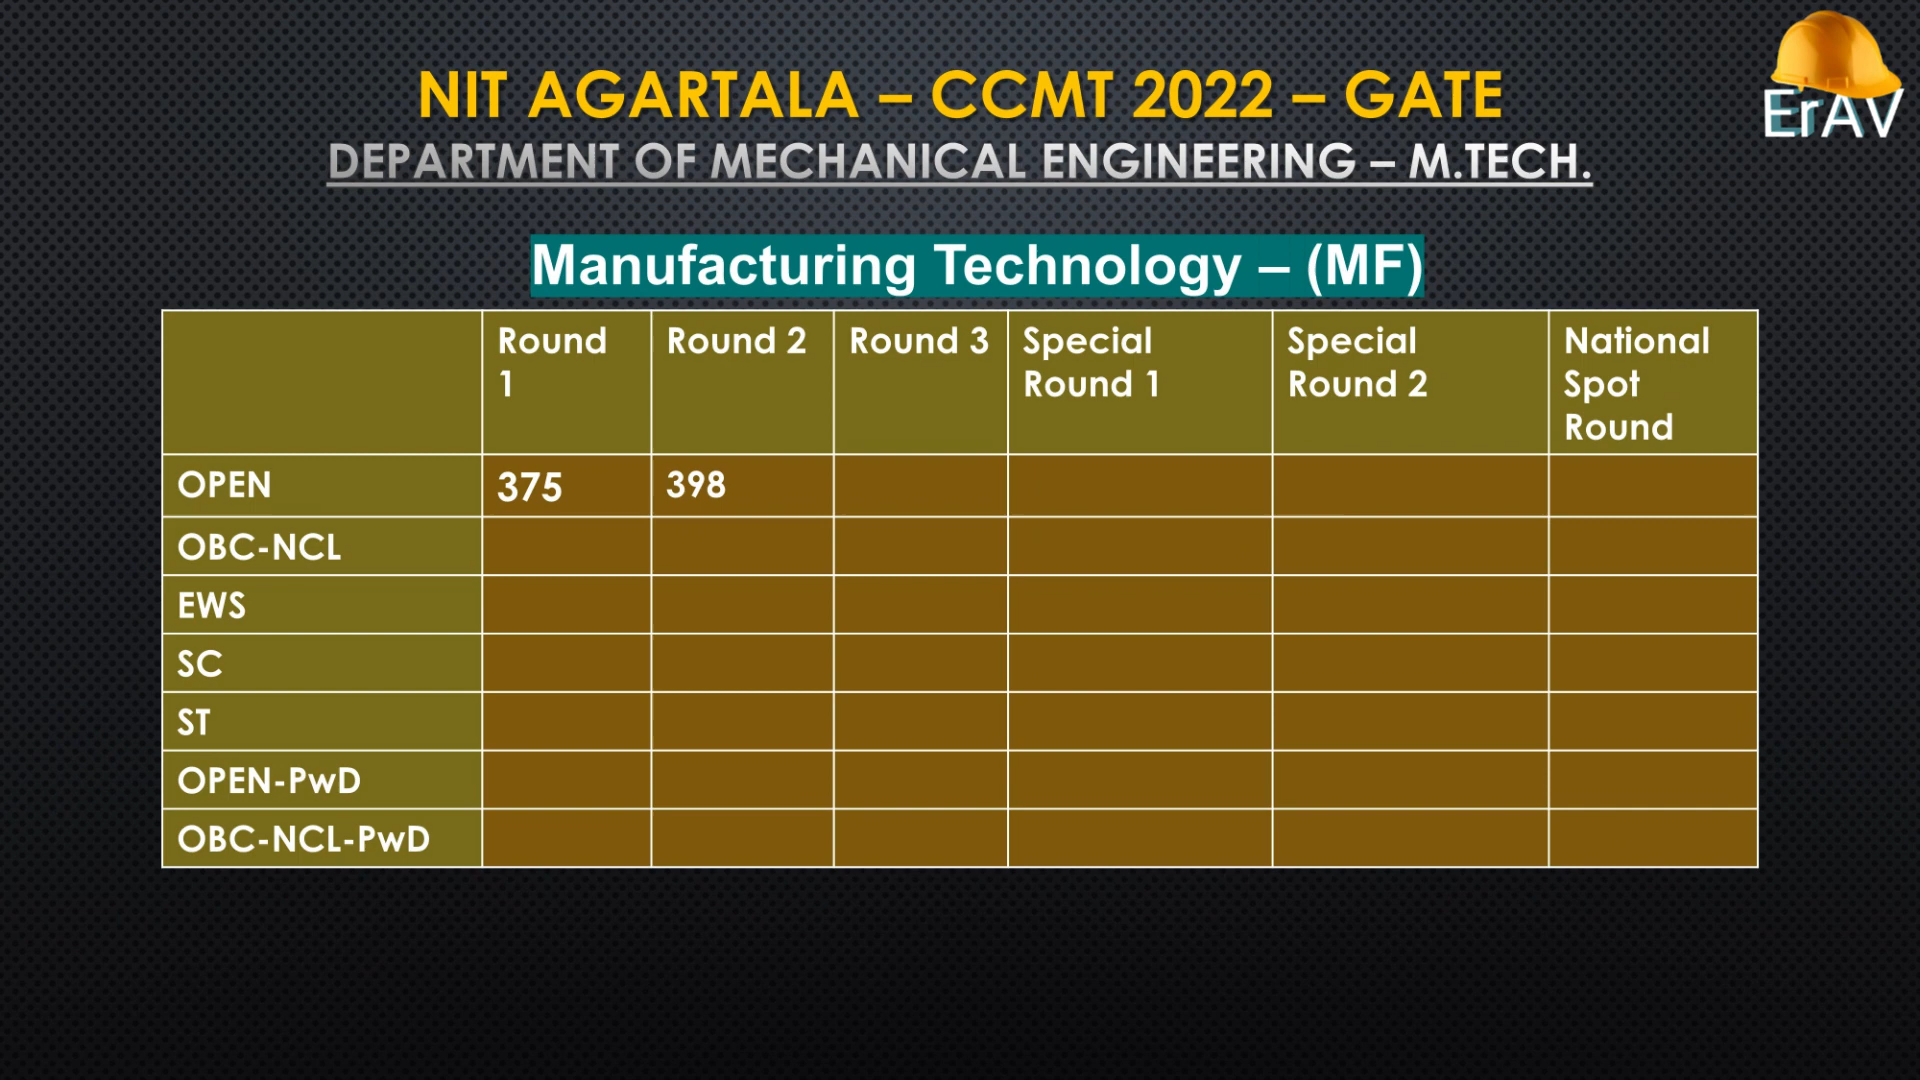 ErAV
NIT AGARTALA – CCMT 2022 – GATE
DEPARTMENT OF MECHANICAL ENGINEERING – M.TECH.
Manufacturing Technology – (MF)
Round 1 Round 2 Round 3 Special Round 1 Special Round 2 National Spot Round
OPEN 375 398
OBC-NCL
EWS
SC
ST
OPEN-PwD
OBC-NCL-PwD